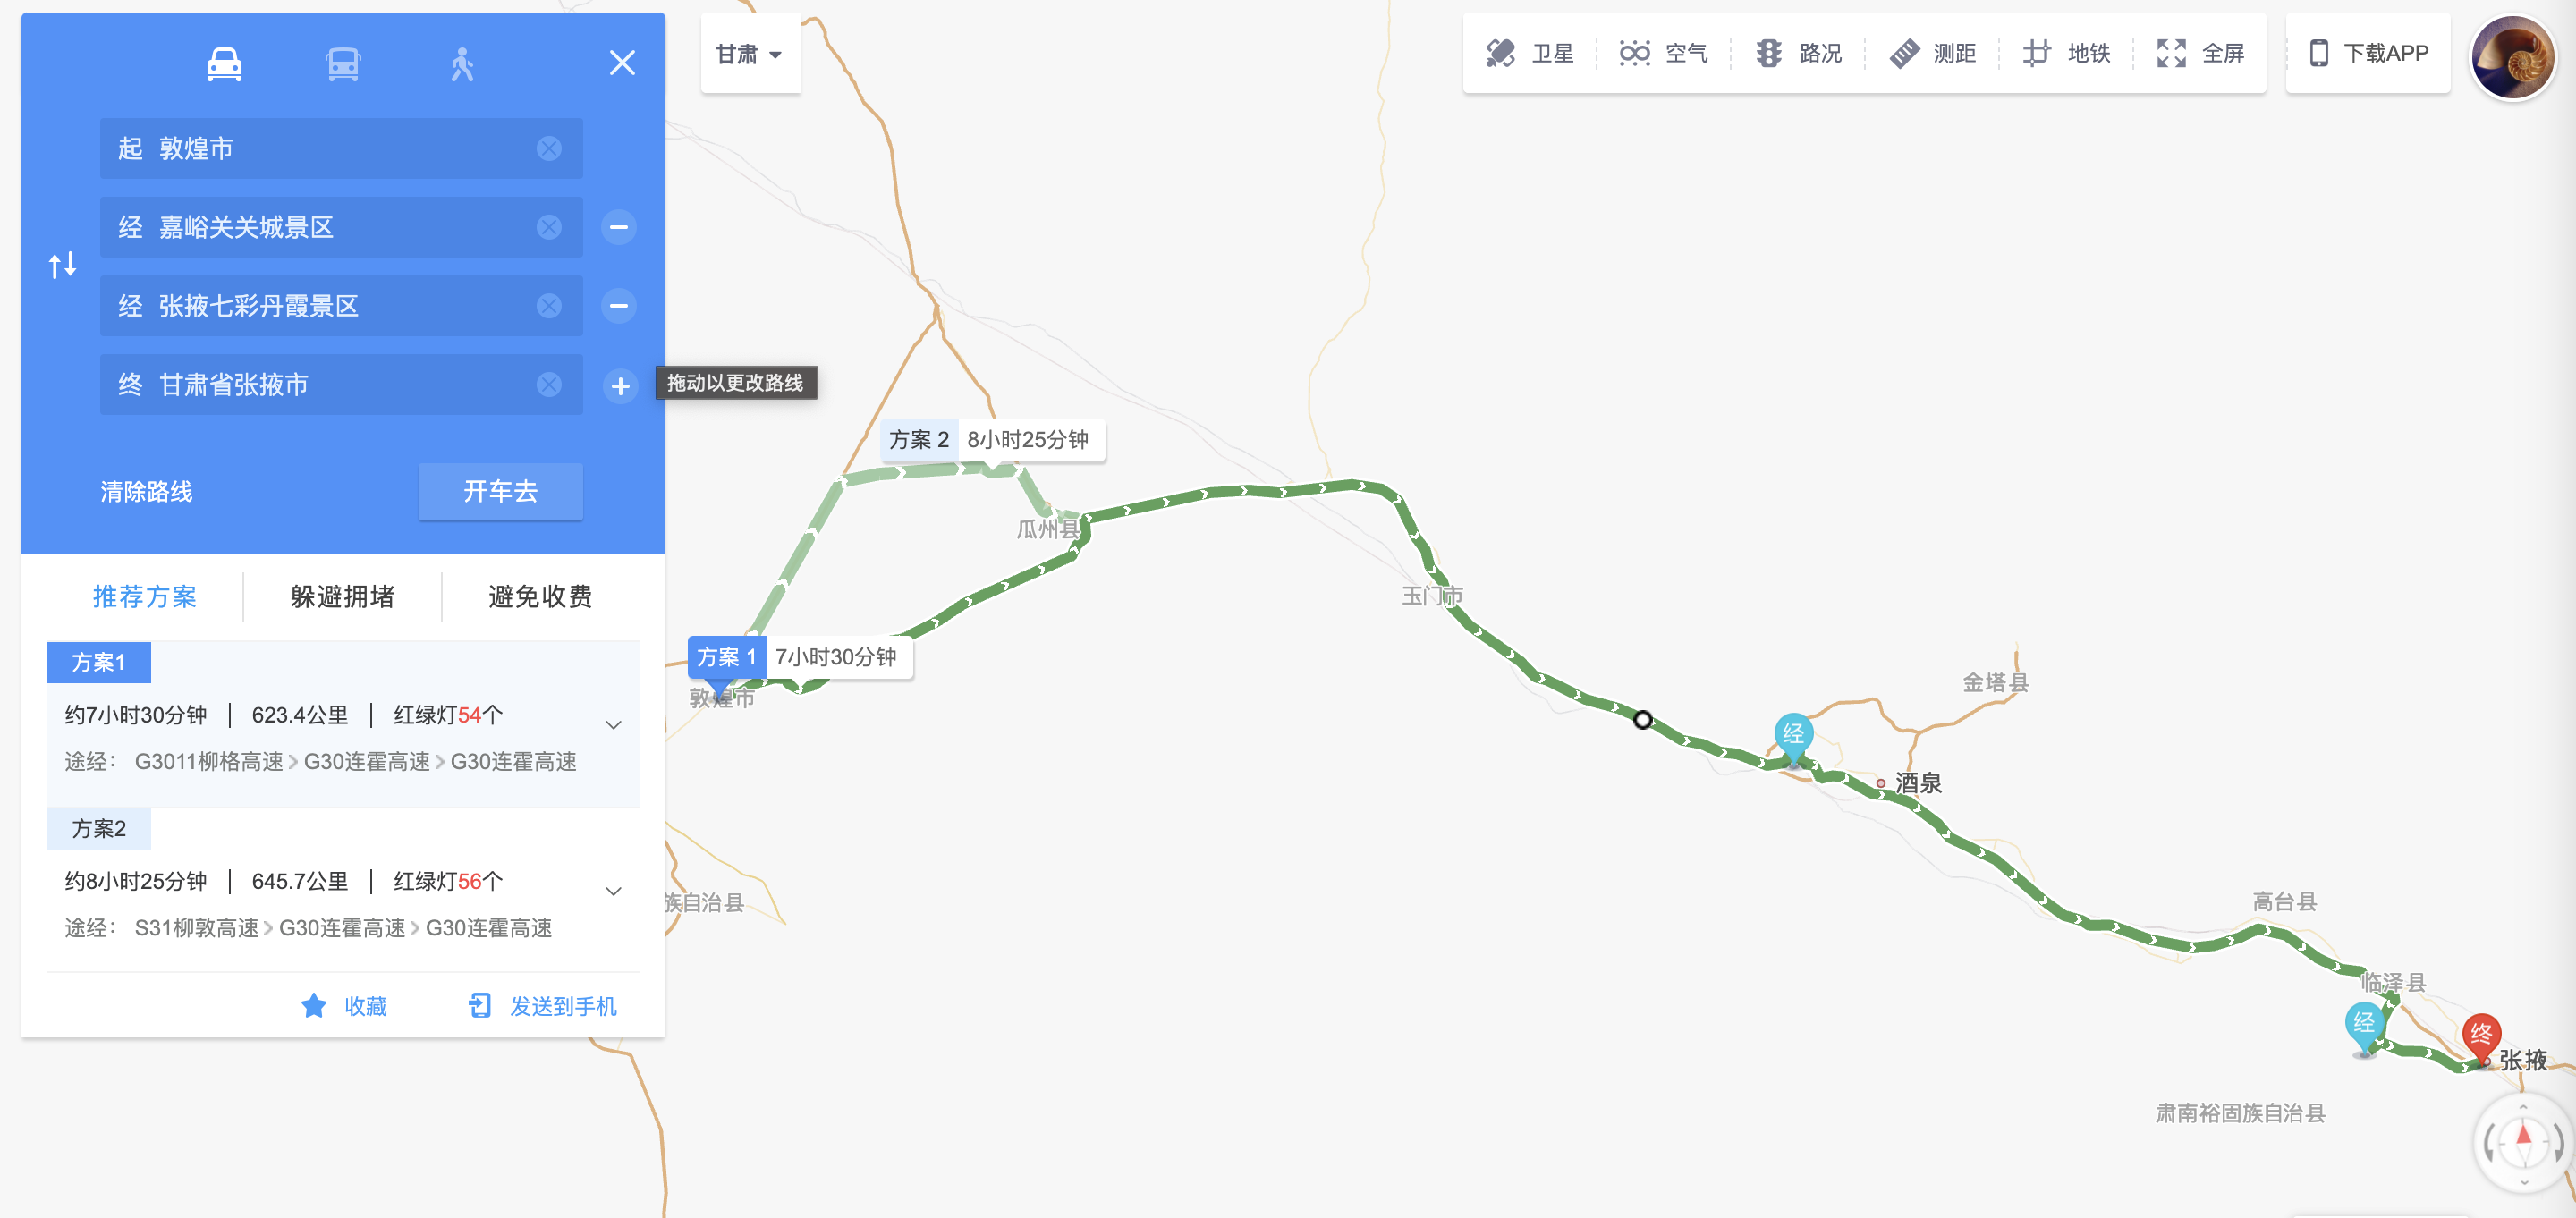 起 敦煌市
经 嘉峪关关城景区
经 张掖七彩丹霞景区
终 甘肃省张掖市
清除路线
开车去
推荐方案
躲避拥堵
避免收费
方案1
约7小时30分钟 | 623.4公里 | 红绿灯54个
途经： G3011柳格高速 > G30连霍高速 > G30连霍高速
方案2
约8小时25分钟 | 645.7公里 | 红绿灯56个
途经： S31柳敦高速 > G30连霍高速 > G30连霍高速
收藏
发送到手机
甘肃
卫星
空气
路况
测距
地铁
全屏
下载APP
拖动以更改路线
方案 2 8小时25分钟
瓜州县
玉门市
方案 1 7小时30分钟
敦煌市
金塔县
经
酒泉
族自治县
高台县
临泽县
经
终
张掖
肃南裕固族自治县